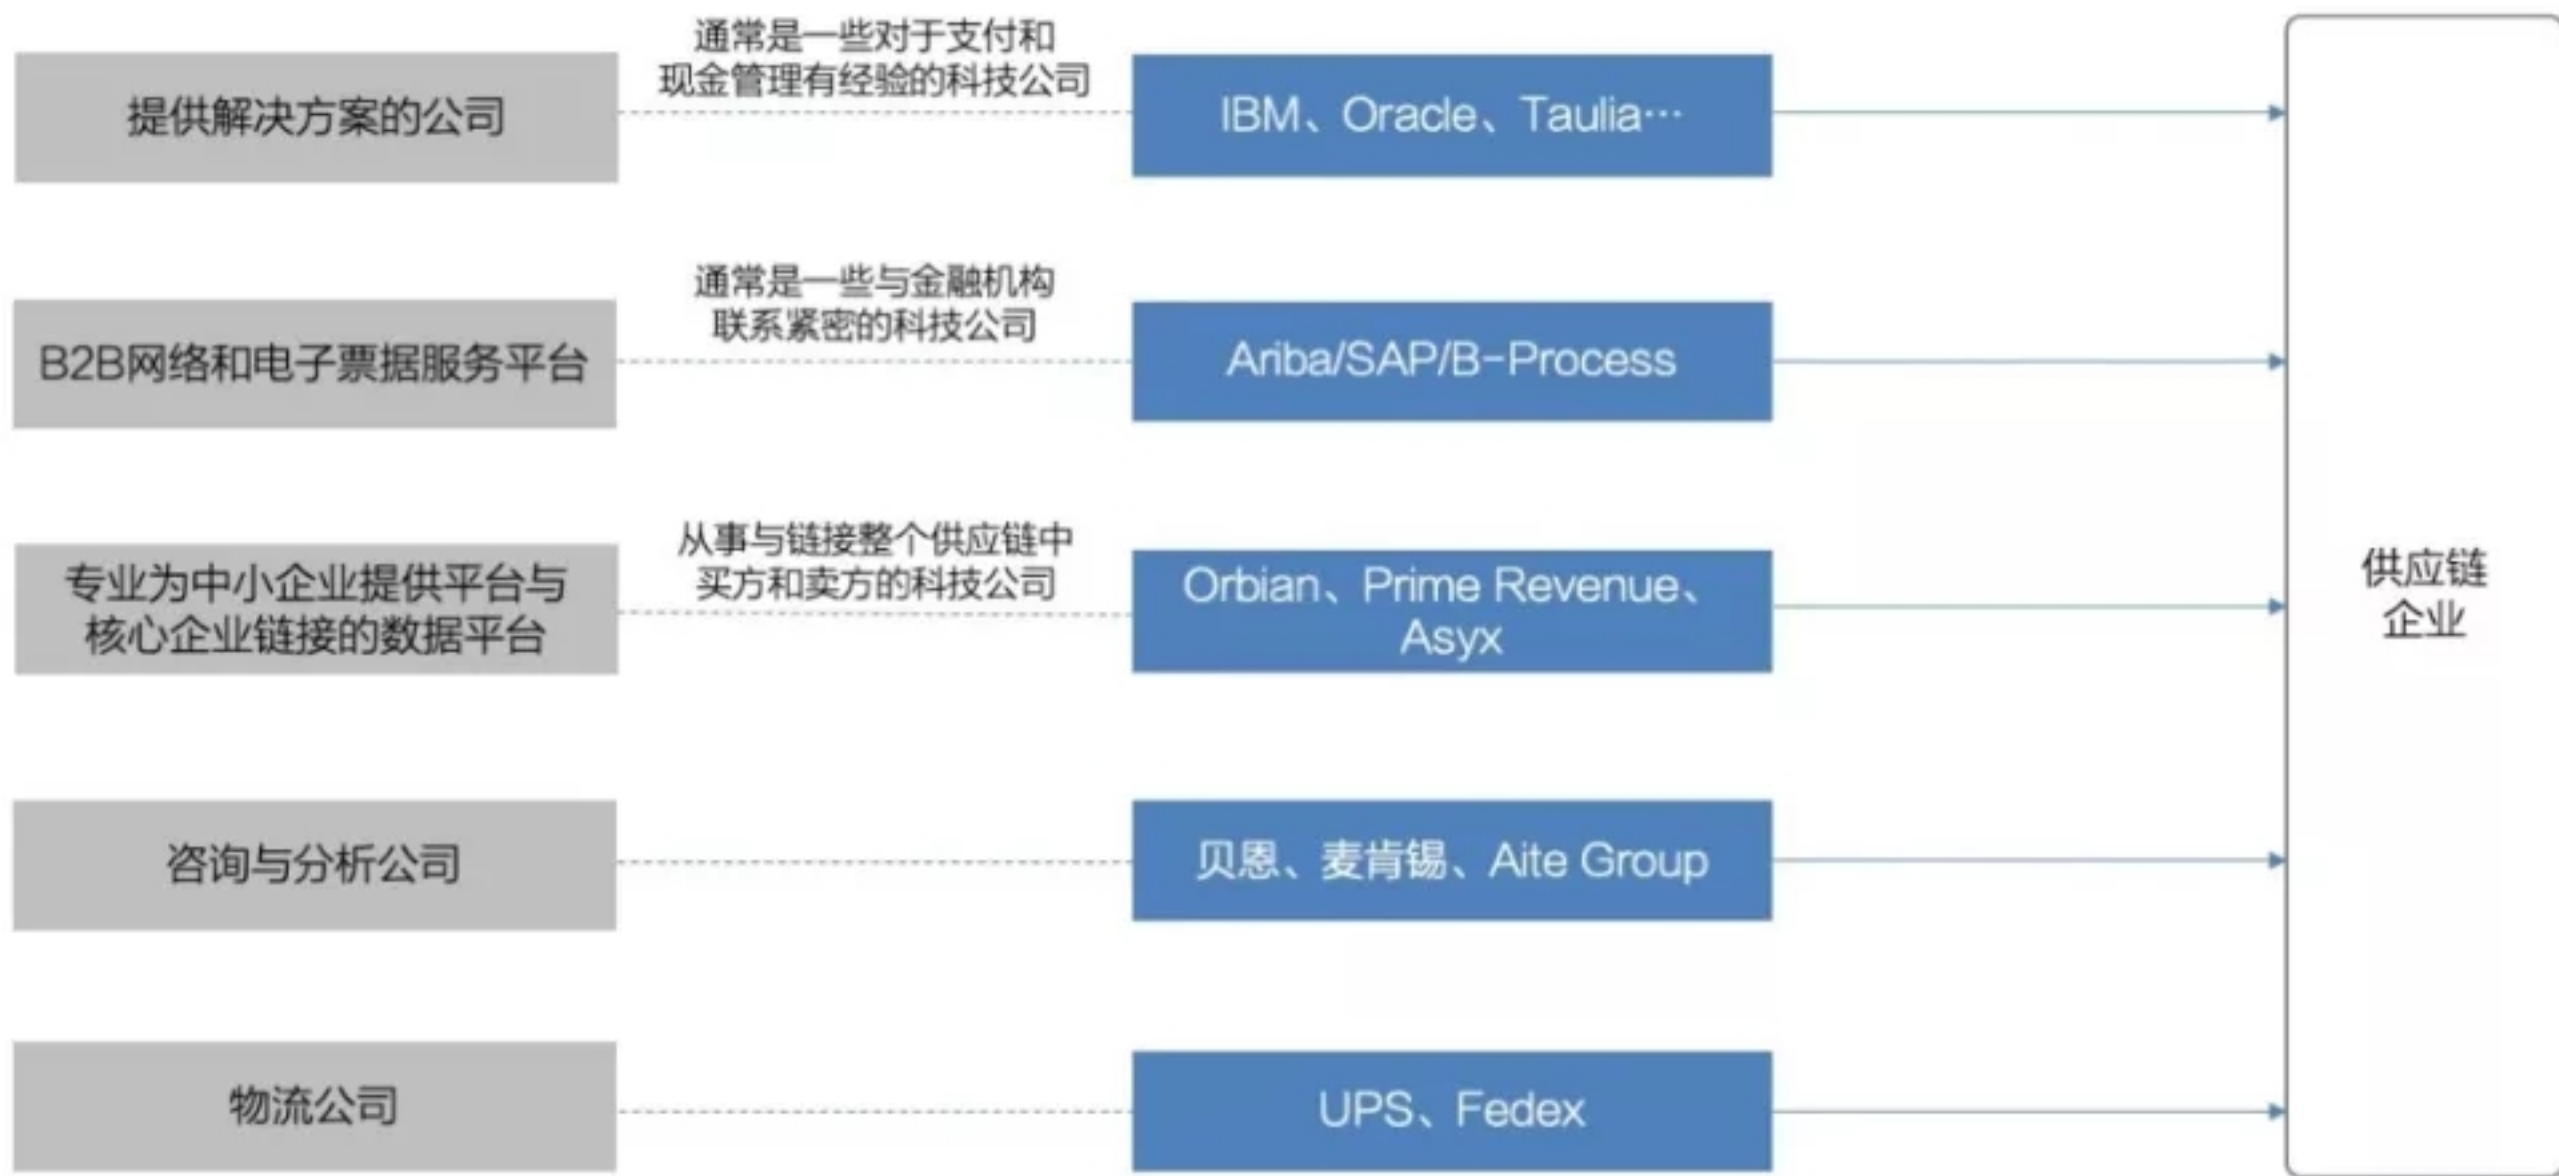 通常是一些对于支付和
现金管理有经验的科技公司
提供解决方案的公司
IBM、Oracle、Taulia…
通常是一些与金融机构
联系紧密的科技公司
B2B网络和电子票据服务平台
Ariba/SAP/B-Process
从事与链接整个供应链中
买方和卖方的科技公司
专业为中小企业提供平台与
核心企业链接的数据平台
Orbian、Prime Revenue、
Asyx
供应链
企业
咨询与分析公司
贝恩、麦肯锡、Aite Group
物流公司
UPS、Fedex